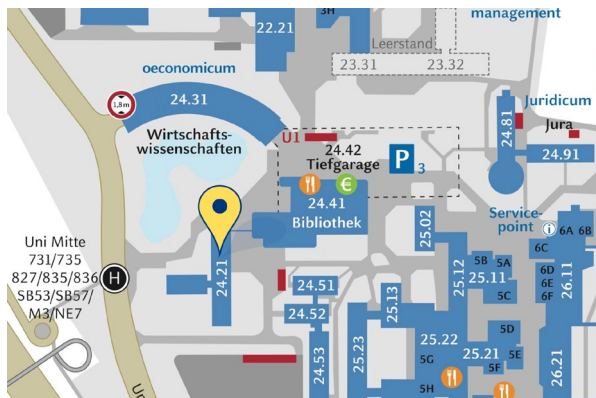 management
3H
22.21
Leerstand
23.31
23.32
oeconomicum
1,8m
24.31
Wirtschafts-
wissenschaften
U1
24.42
Tiefgarage
P 3
€
24.41
Bibliothek
24.81
Juridicum
Jura
24.91
Service-
point
i
6A 6B
6C
6D
6E
6F
26.11
25.02
25.12
5B
5A
25.11
5C
Uni Mitte
731/735
827/835/836
SB53/SB57/
M3/NE7
H
24.21
24.51
24.52
24.53
25.13
25.23
25.22
5G
5H
5D
25.21
5E
5F
26.21
Un